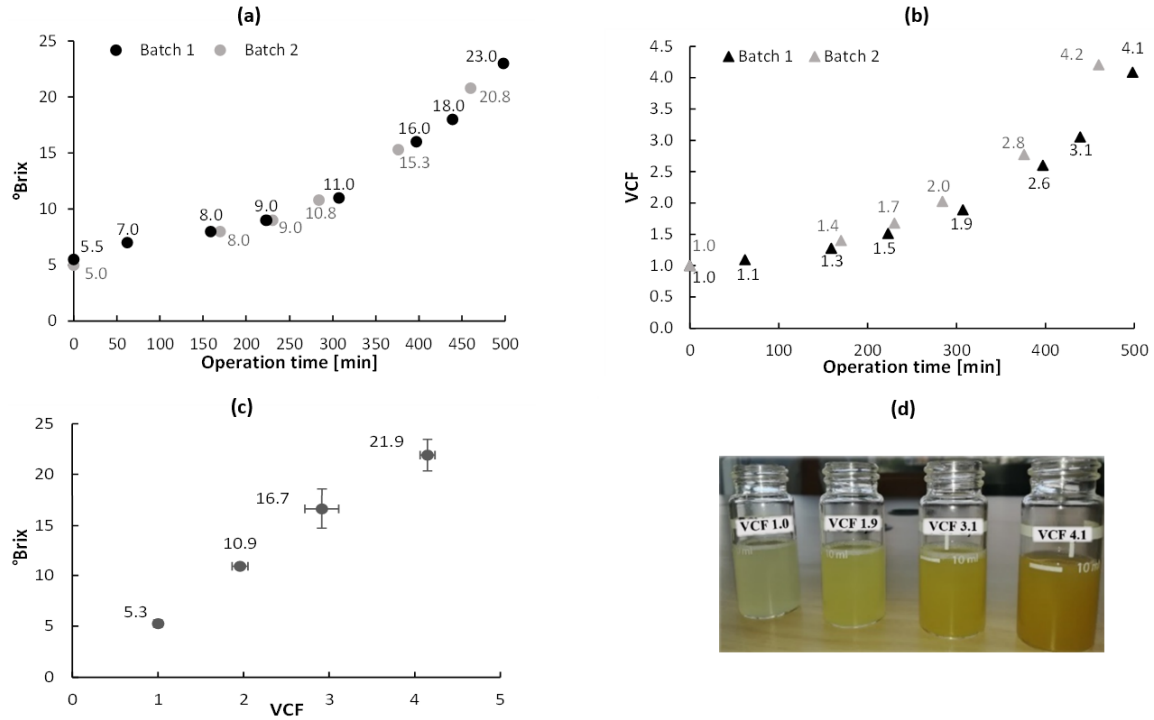 (a)
25
20
15
10
5
0
°Brix
Batch 1
Batch 2
5.5
7.0
8.0
9.0
11.0
16.0
18.0
23.0
5.0
8.0
9.0
10.8
15.3
20.8
0 50 100 150 200 250 300 350 400 450 500
Operation time [min]
(b)
4.5
4.0
3.5
3.0
2.5
2.0
1.5
1.0
0.5
0.0
VCF
Batch 1
Batch 2
1.0
1.4
1.7
2.0
2.8
4.2
1.0
1.1
1.3
1.5
1.9
2.6
3.1
4.1
0 100 200 300 400 500
Operation time [min]
(c)
25
20
15
10
5
0
°Brix
5.3
10.9
16.7
21.9
0 1 2 3 4 5
VCF
(d)
VCF 1.0
VCF 1.9
VCF 3.1
VCF 4.1
ml
0 ml
10 ml
10 ml